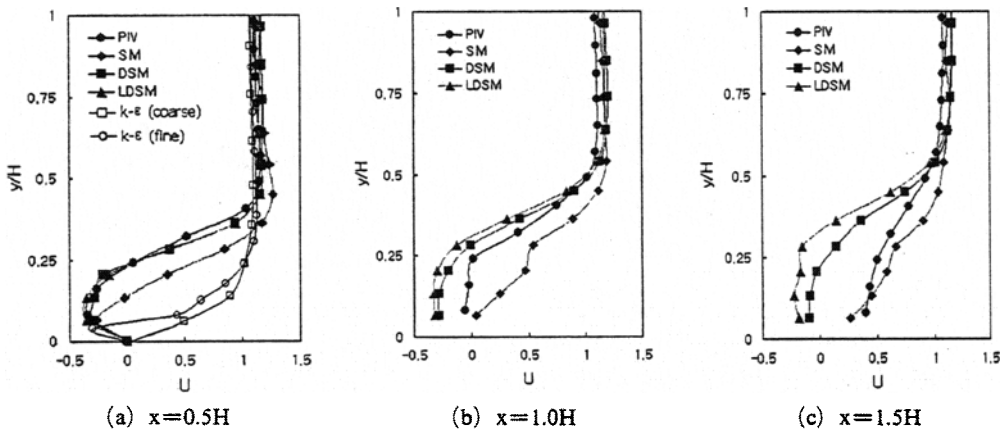 PIV
SM
DSM
LDSM
k-ε (coarse)
k-ε (fine)
1
0.75
0.5
0.25
0
y/H
-0.5
0
0.5
1
1.5
U
(a) x=0.5H
PIV
SM
DSM
LDSM
1
0.75
0.5
0.25
0
y/H
-0.5
0
0.5
1
1.5
U
(b) x=1.0H
PIV
SM
DSM
LDSM
1
0.75
0.5
0.25
0
y/H
-0.5
0
0.5
1
1.5
U
(c) x=1.5H